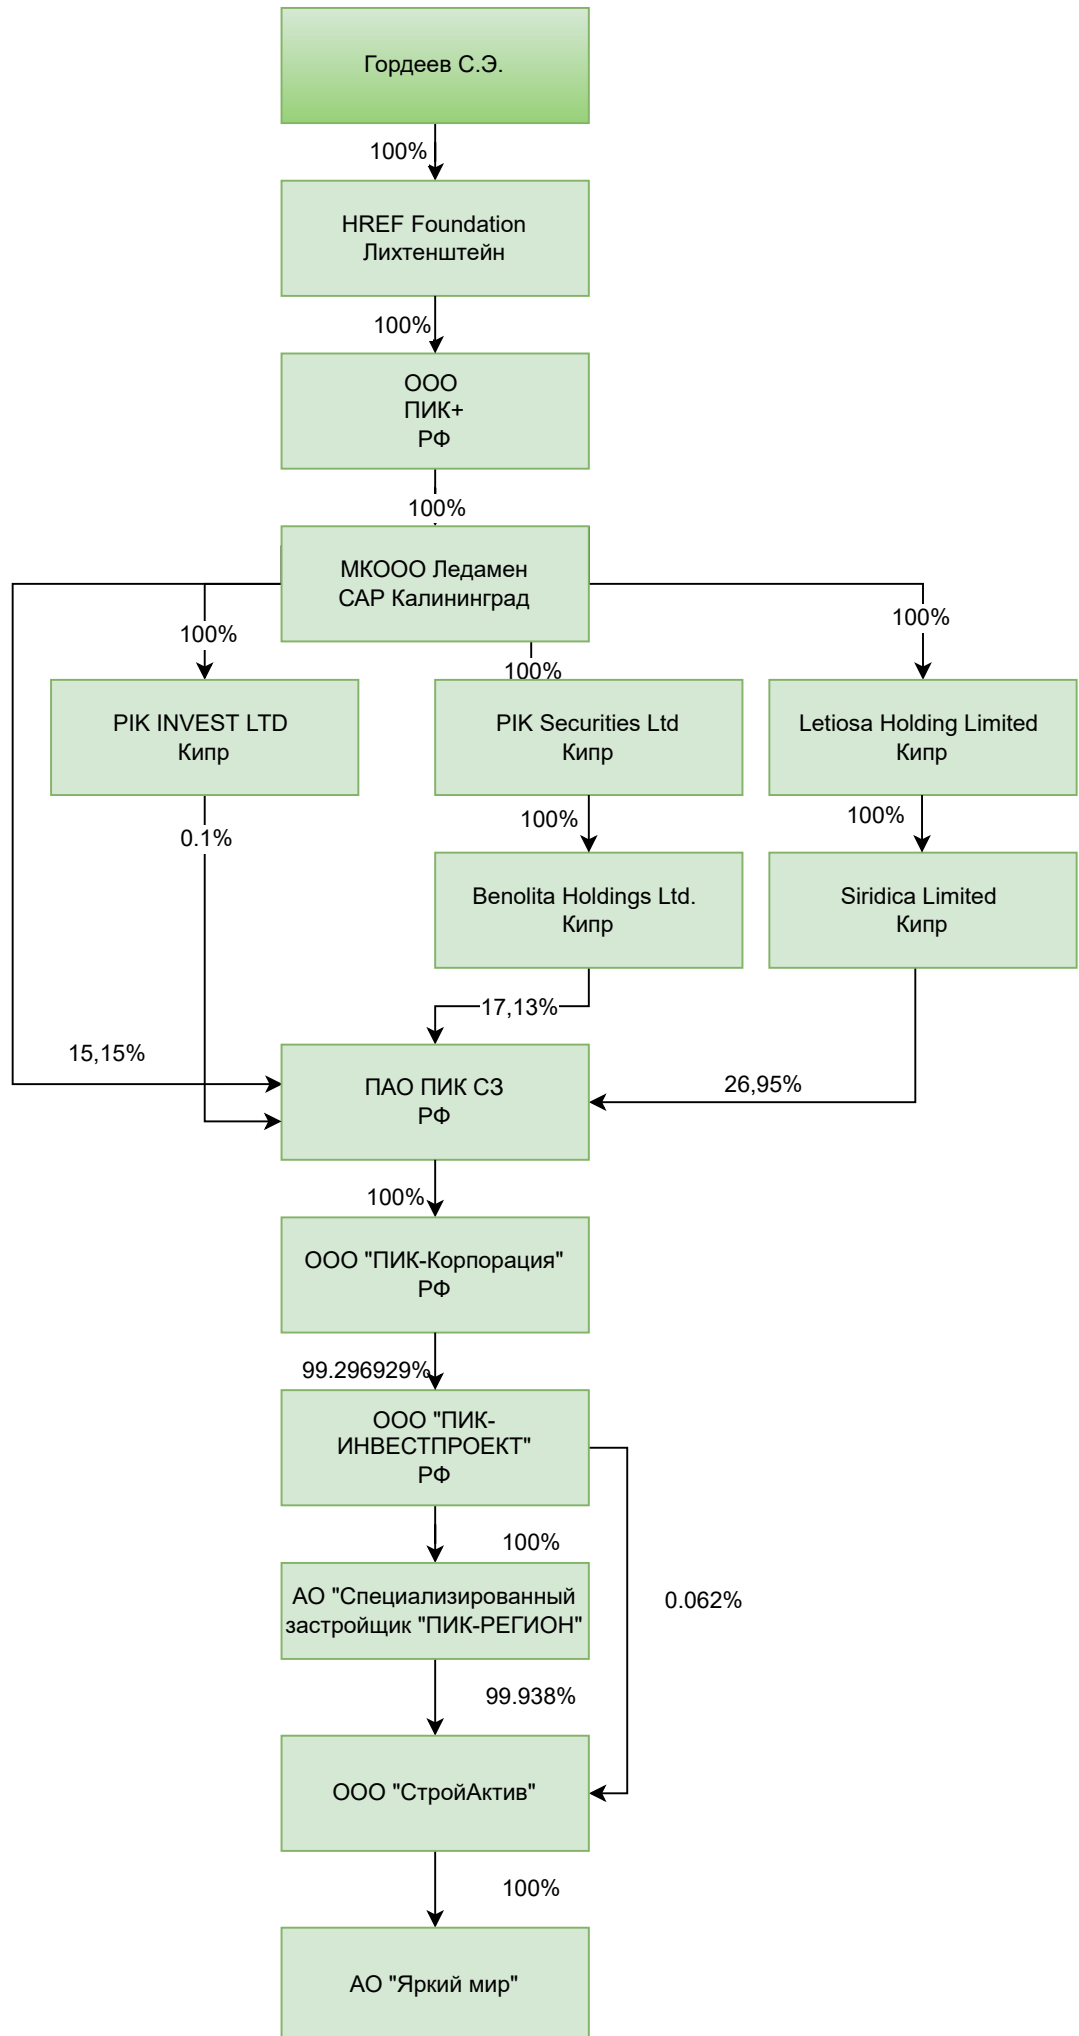 Гордеев С.Э.
100%
HREF Foundation
Лихтенштейн
100%
ООО
ПИК+
РФ
100%
МКООО Ледамен
САР Калининград
100%
100%
100%
PIK INVEST LTD
Кипр
PIK Securities Ltd
Кипр
Letiosa Holding Limited
Кипр
0.1%
100%
100%
Benolita Holdings Ltd.
Кипр
Siridica Limited
Кипр
17,13%
15,15%
26,95%
ПАО ПИК СЗ
РФ
100%
ООО "ПИК-Корпорация"
РФ
99.296929%
ООО "ПИК-
ИНВЕСТПРОЕКТ"
РФ
100%
АО "Специализированный
застройщик "ПИК-РЕГИОН"
0.062%
99.938%
ООО "СтройАктив"
100%
АО "Яркий мир"